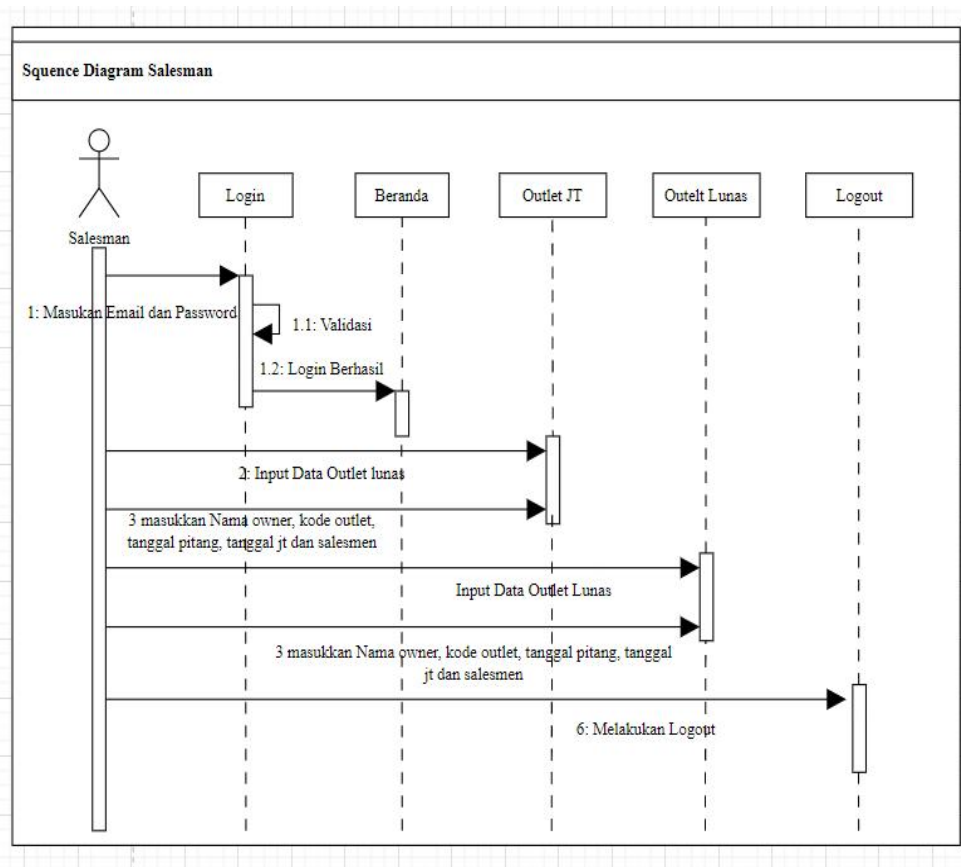 Squence Diagram Salesman
Login
Beranda
Outlet JT
Outelt Lunas
Logout
Salesman
1: Masukan Email dan Password
1.1: Validasi
1.2: Login Berhasil
2: Input Data Outlet lunas
3 masukkan Nama owner, kode outlet,
tanggal pitang, tanggal jt dan salesmen
Input Data Outlet Lunas
3 masukkan Nama owner, kode outlet, tanggal pitang, tanggal
jt dan salesmen
6: Melakukan Logout